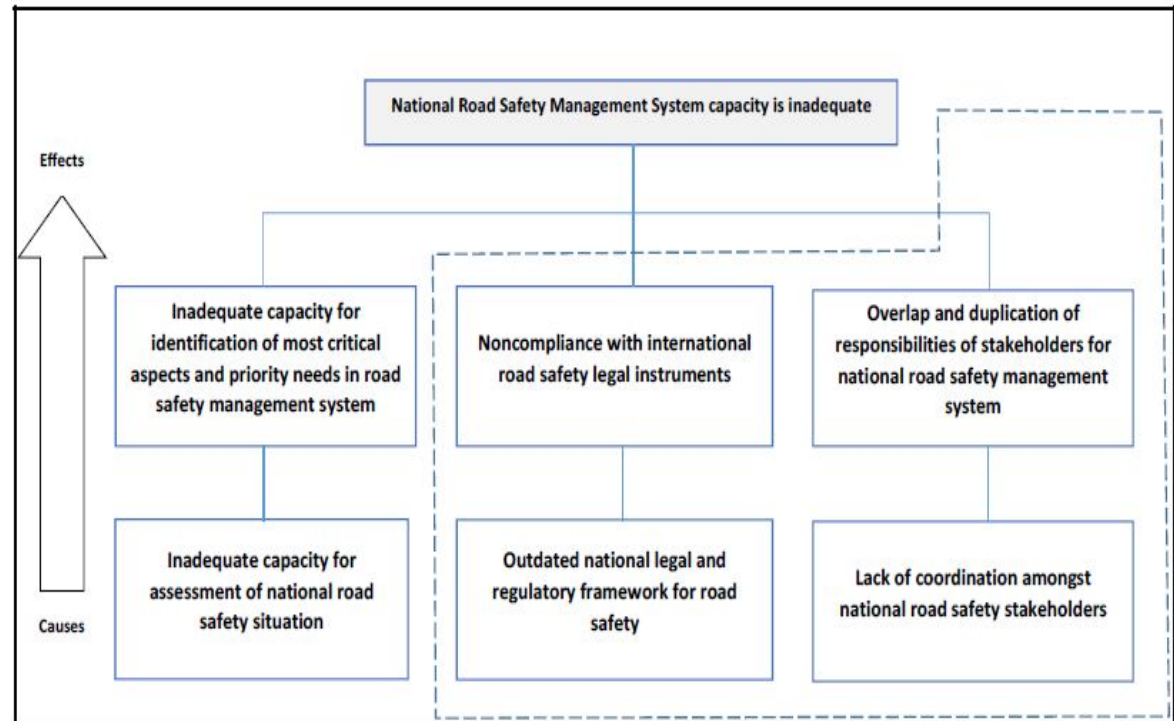 National Road Safety Management System capacity is inadequate
Effects
Inadequate capacity for
identification of most critical
aspects and priority needs in road
safety management system
Noncompliance with international
road safety legal instruments
Overlap and duplication of
responsibilities of stakeholders for
national road safety management
system
Inadequate capacity for
assessment of national road
safety situation
Outdated national legal and
regulatory framework for road
safety
Lack of coordination amongst
national road safety stakeholders
Causes